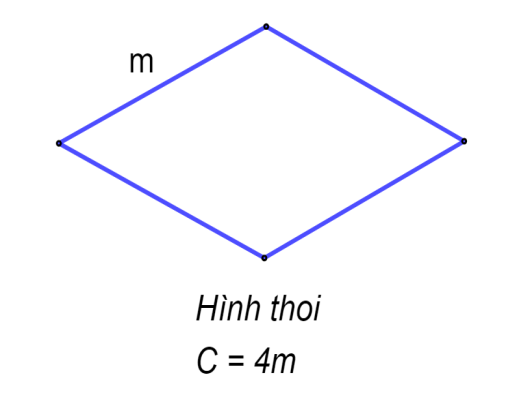 m
Hình thoi
C = 4m